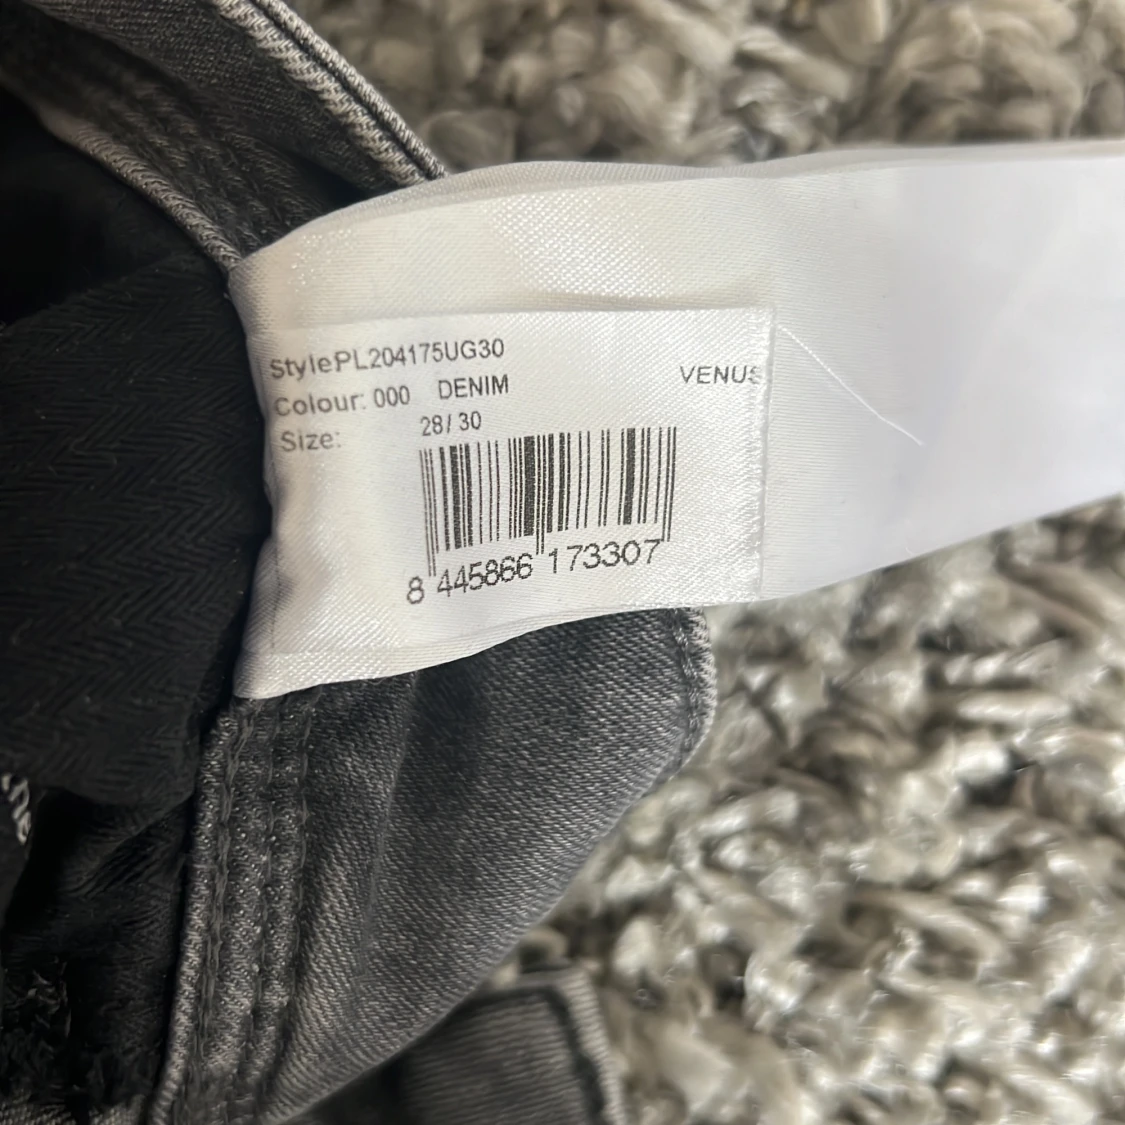 StylePL204175UG30
Colour: 000 DENIM VENUS
Size: 28/ 30
8 445866 173307